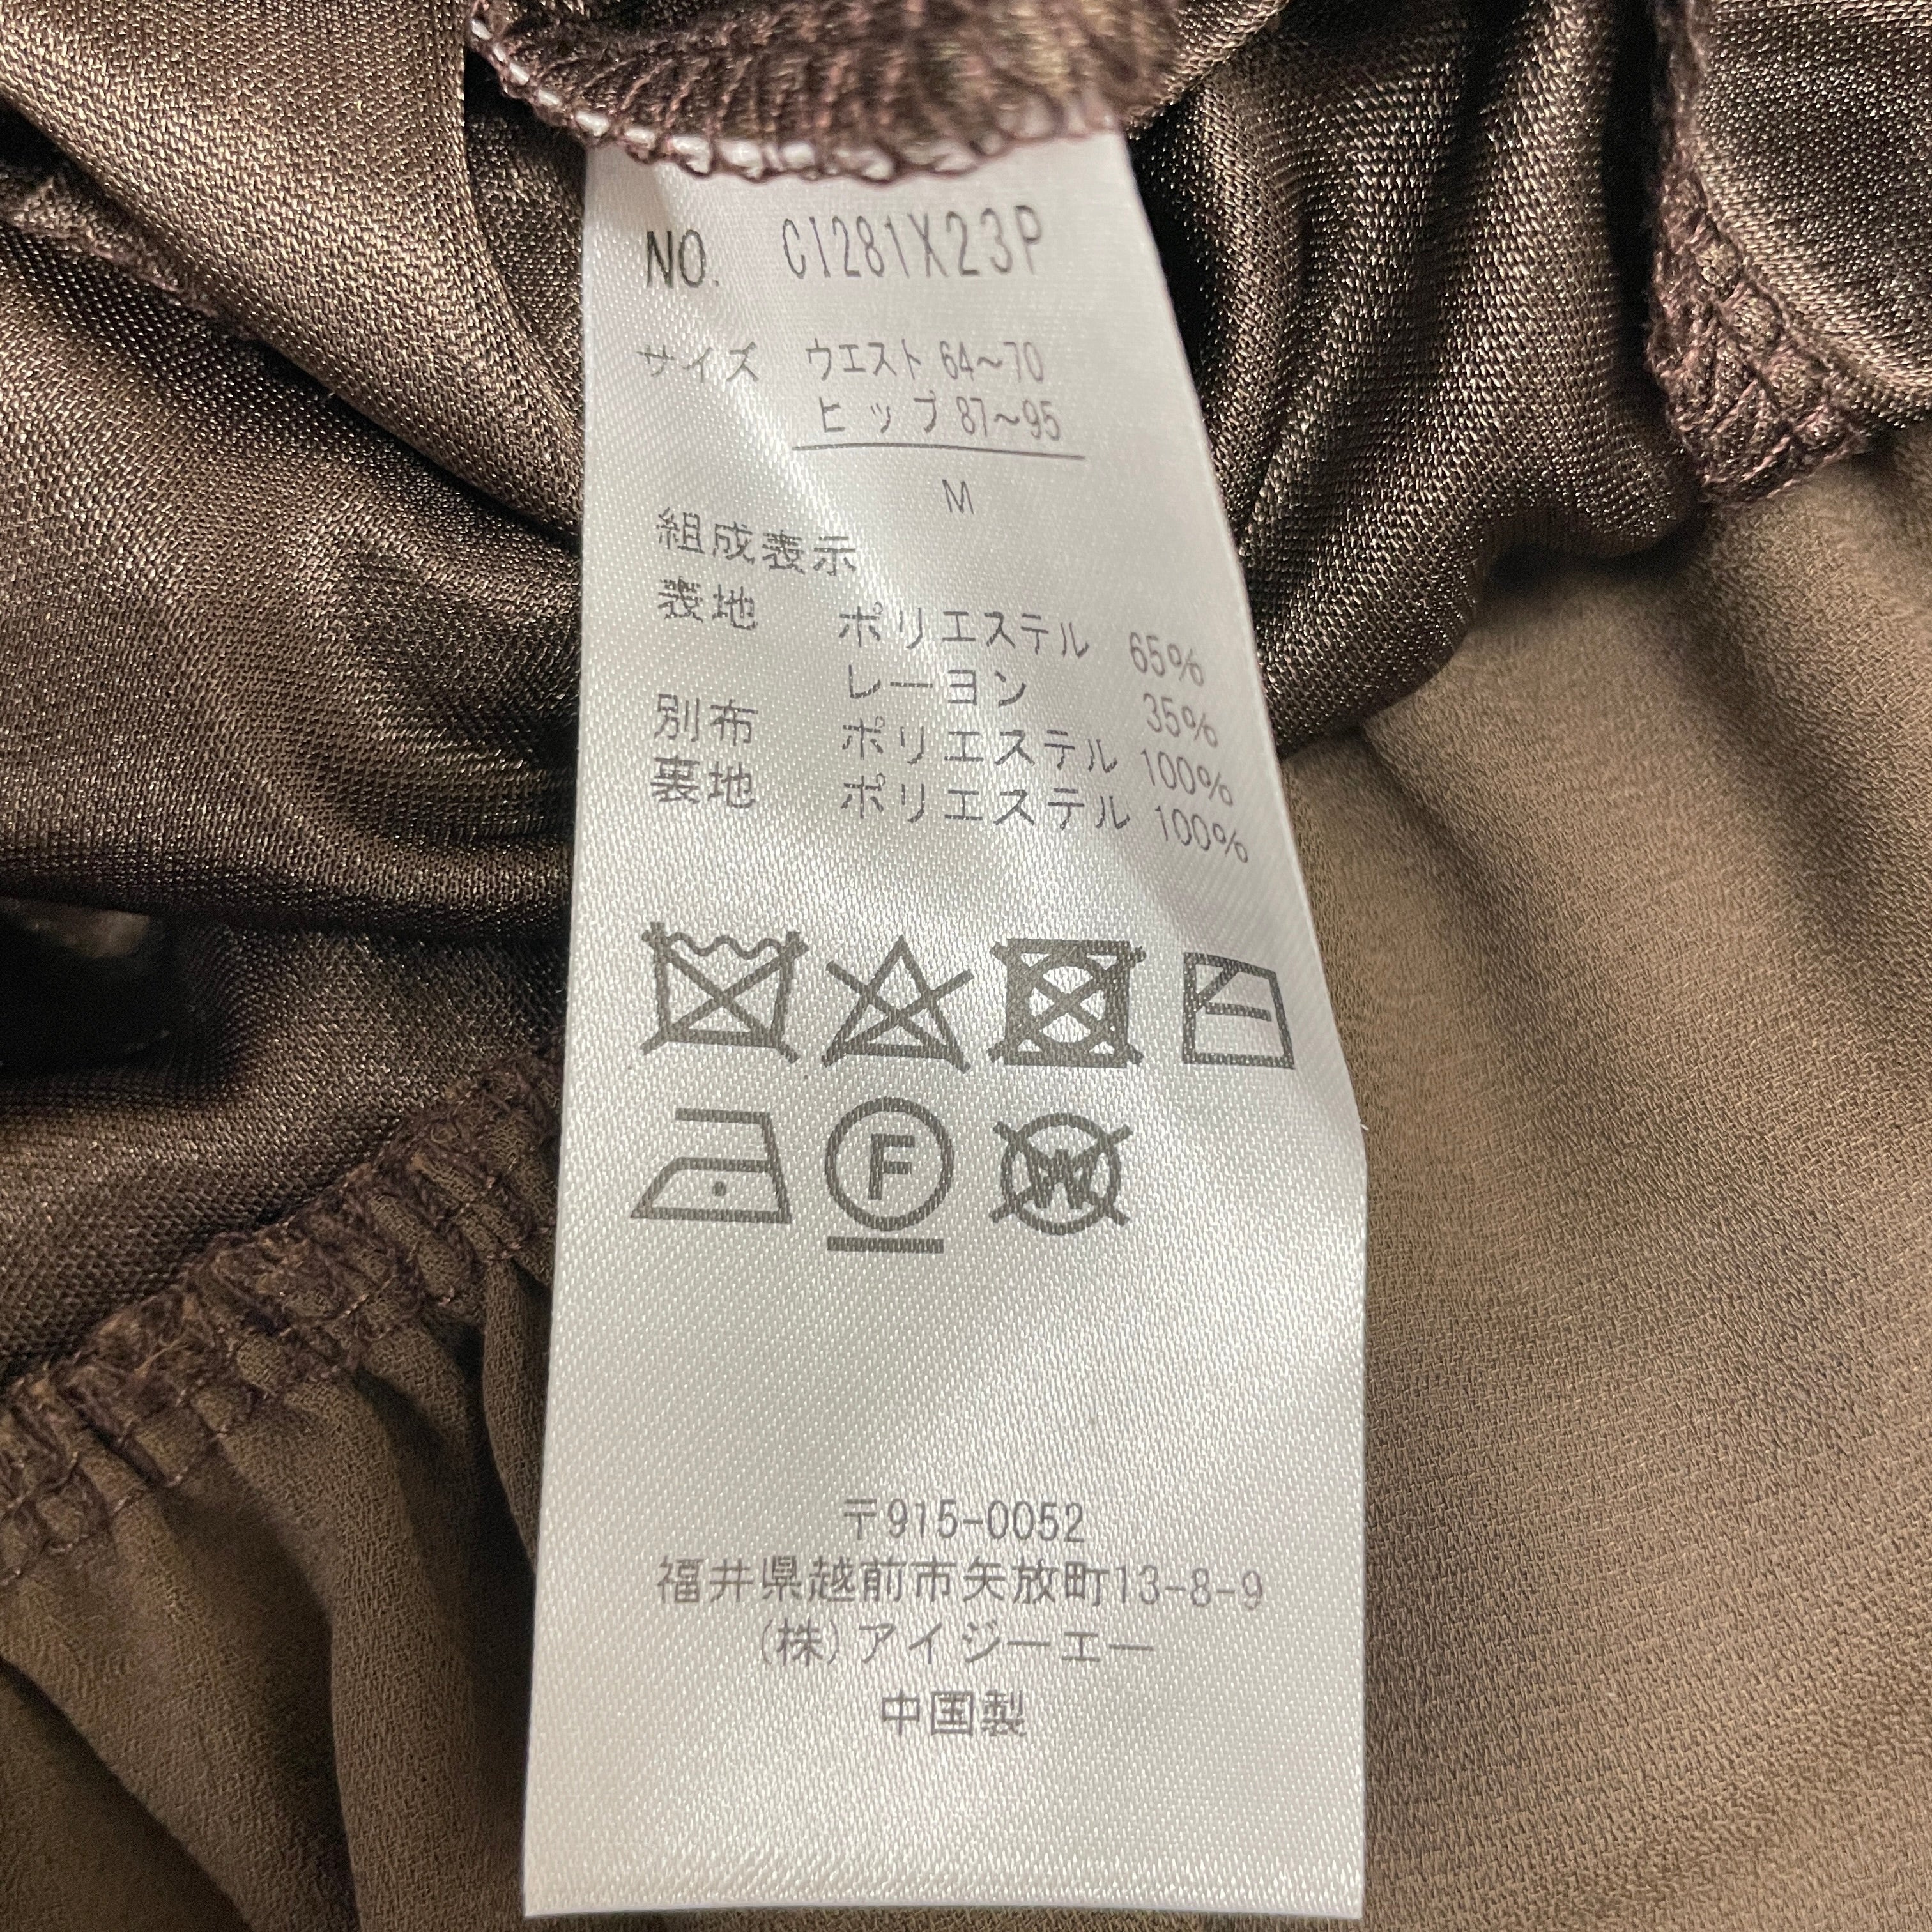 NO. CI281X23P
サイズ ウエスト 64~70
ヒップ 87~95
M
組成表示
表地 ポリエステル 65%
レーヨン 35%
別布 ポリエステル 100%
裏地 ポリエステル 100%
F
W
〒915-0052
福井県越前市矢放町13-8-9
(株)アイジーエー
中国製